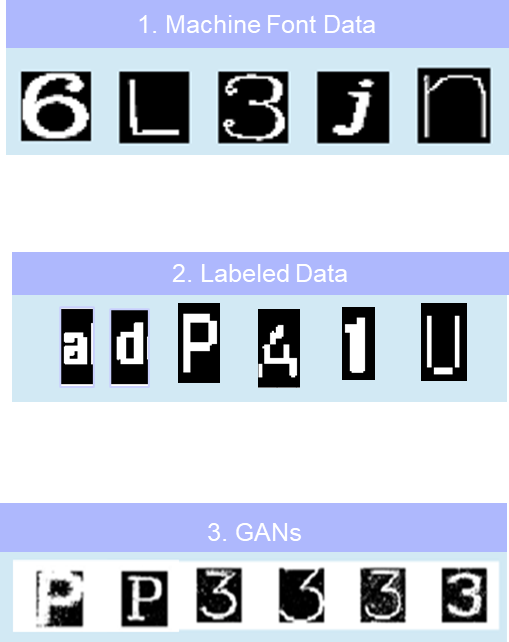 1. Machine Font Data
6 L 3 j n
2. Labeled Data
a d P 4 1 U
3. GANs
P P 3 3 3 3